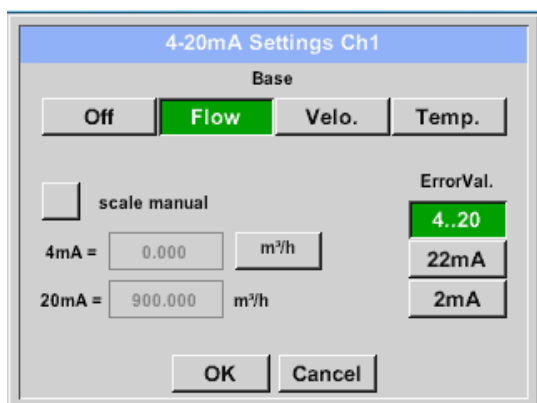 4-20mA Settings Ch1
Base
Off Flow Velo. Temp.
ErrorVal.
scale manual
4..20
4mA = 0.000 m³/h
22mA
20mA = 900.000 m³/h
2mA
OK Cancel